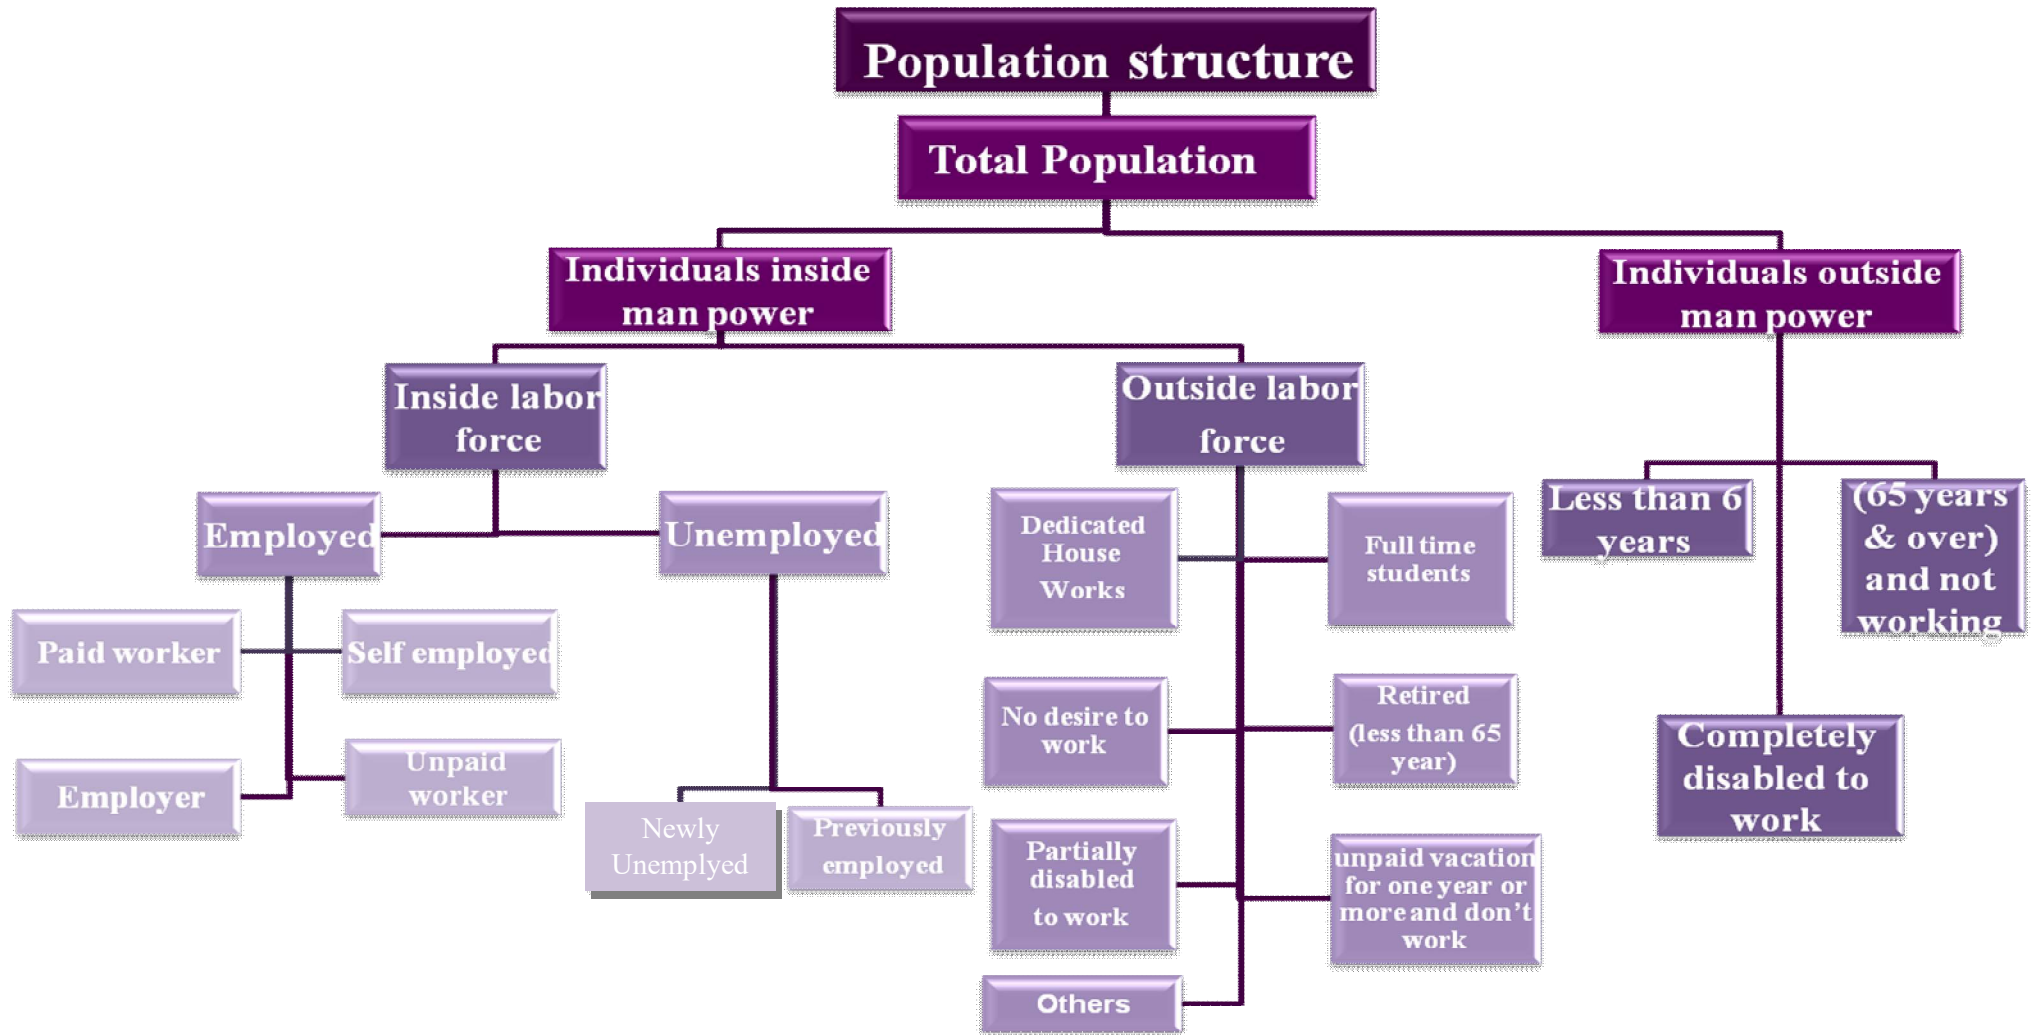 Population structure
Total Population
Individuals inside
man power
Individuals outside
man power
Inside labor
force
Outside labor
force
Employed
Unemployed
Paid worker
Self employed
Employer
Unpaid
worker
Newly
Unemplyed
Previously
employed
Dedicated
House
Works
Full time
students
No desire to
work
Retired
(less than 65
year)
Partially
disabled
to work
unpaid vacation
for one year or
more and don’t
work
Others
Less than 6
years
(65 years
& over)
and not
working
Completely
disabled to
work